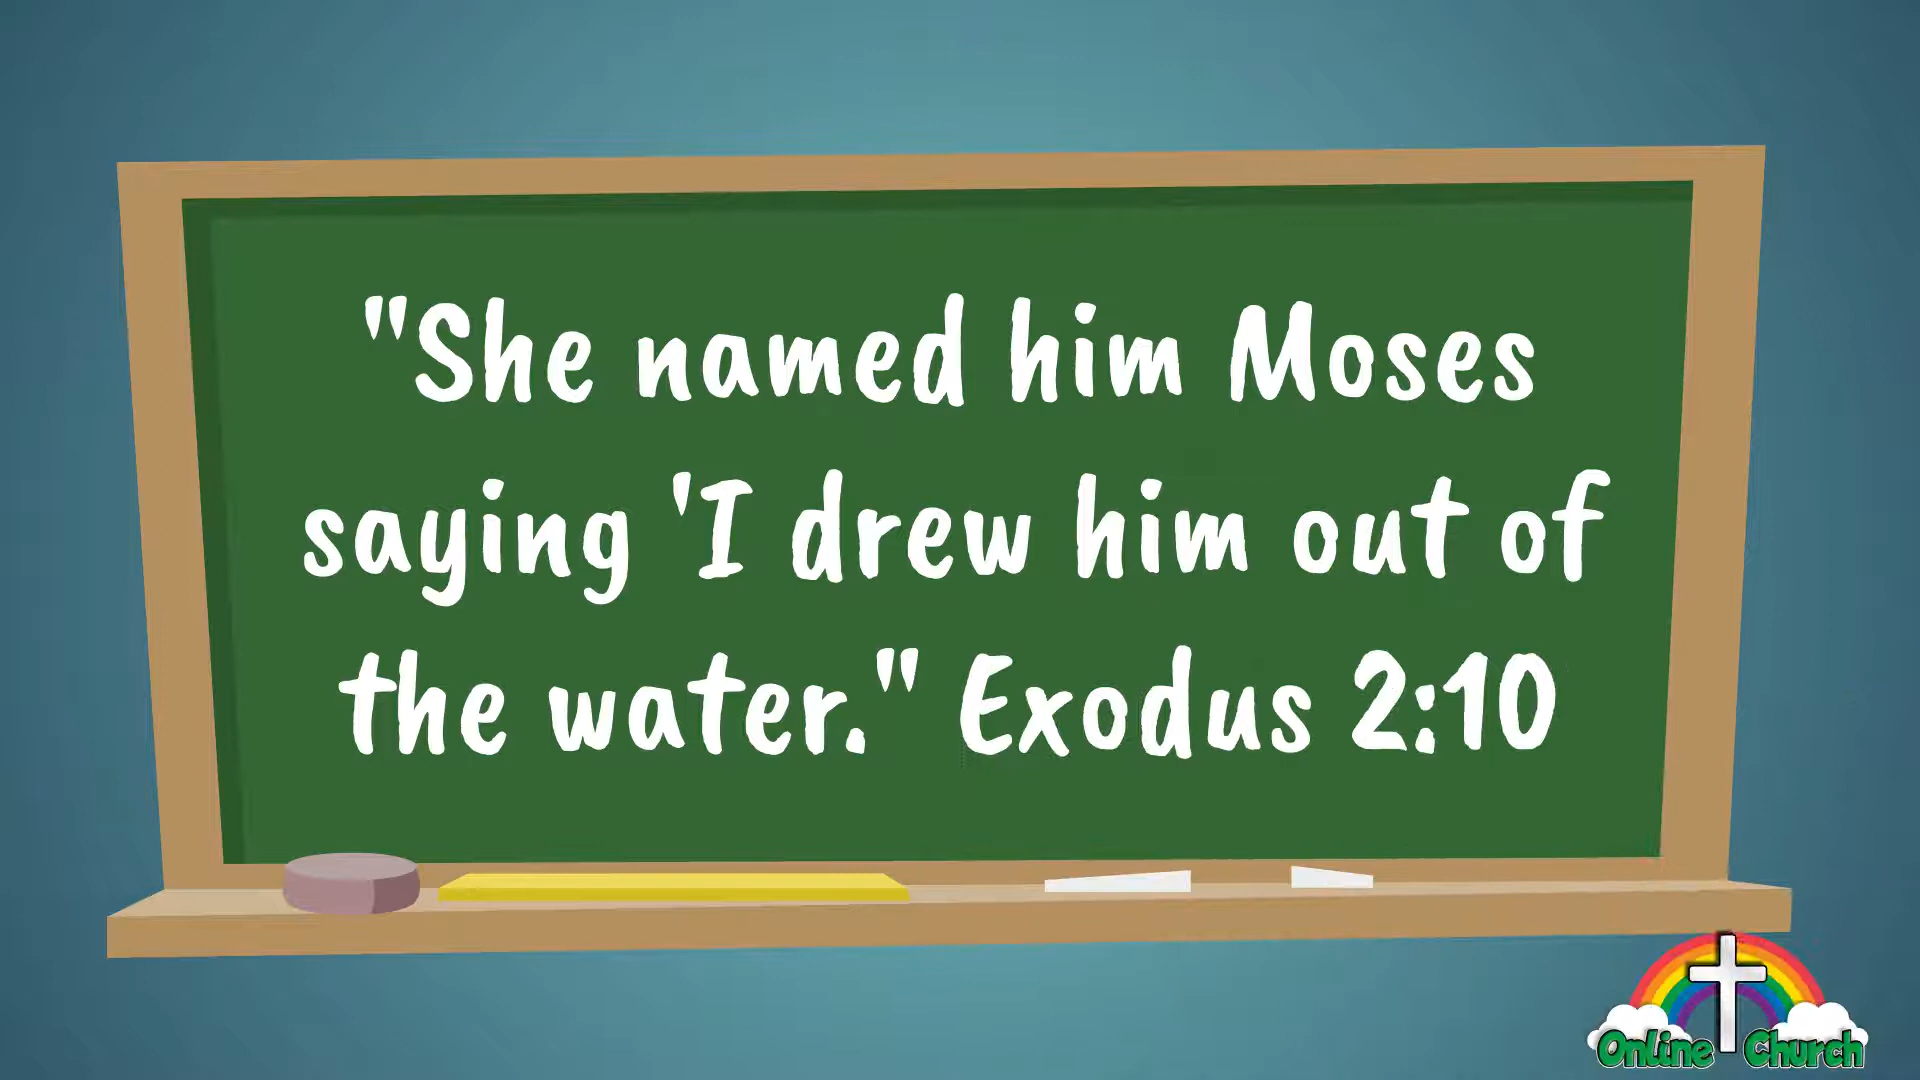 "She named him Moses
saying 'I drew him out of
the water." Exodus 2:10
Online Church